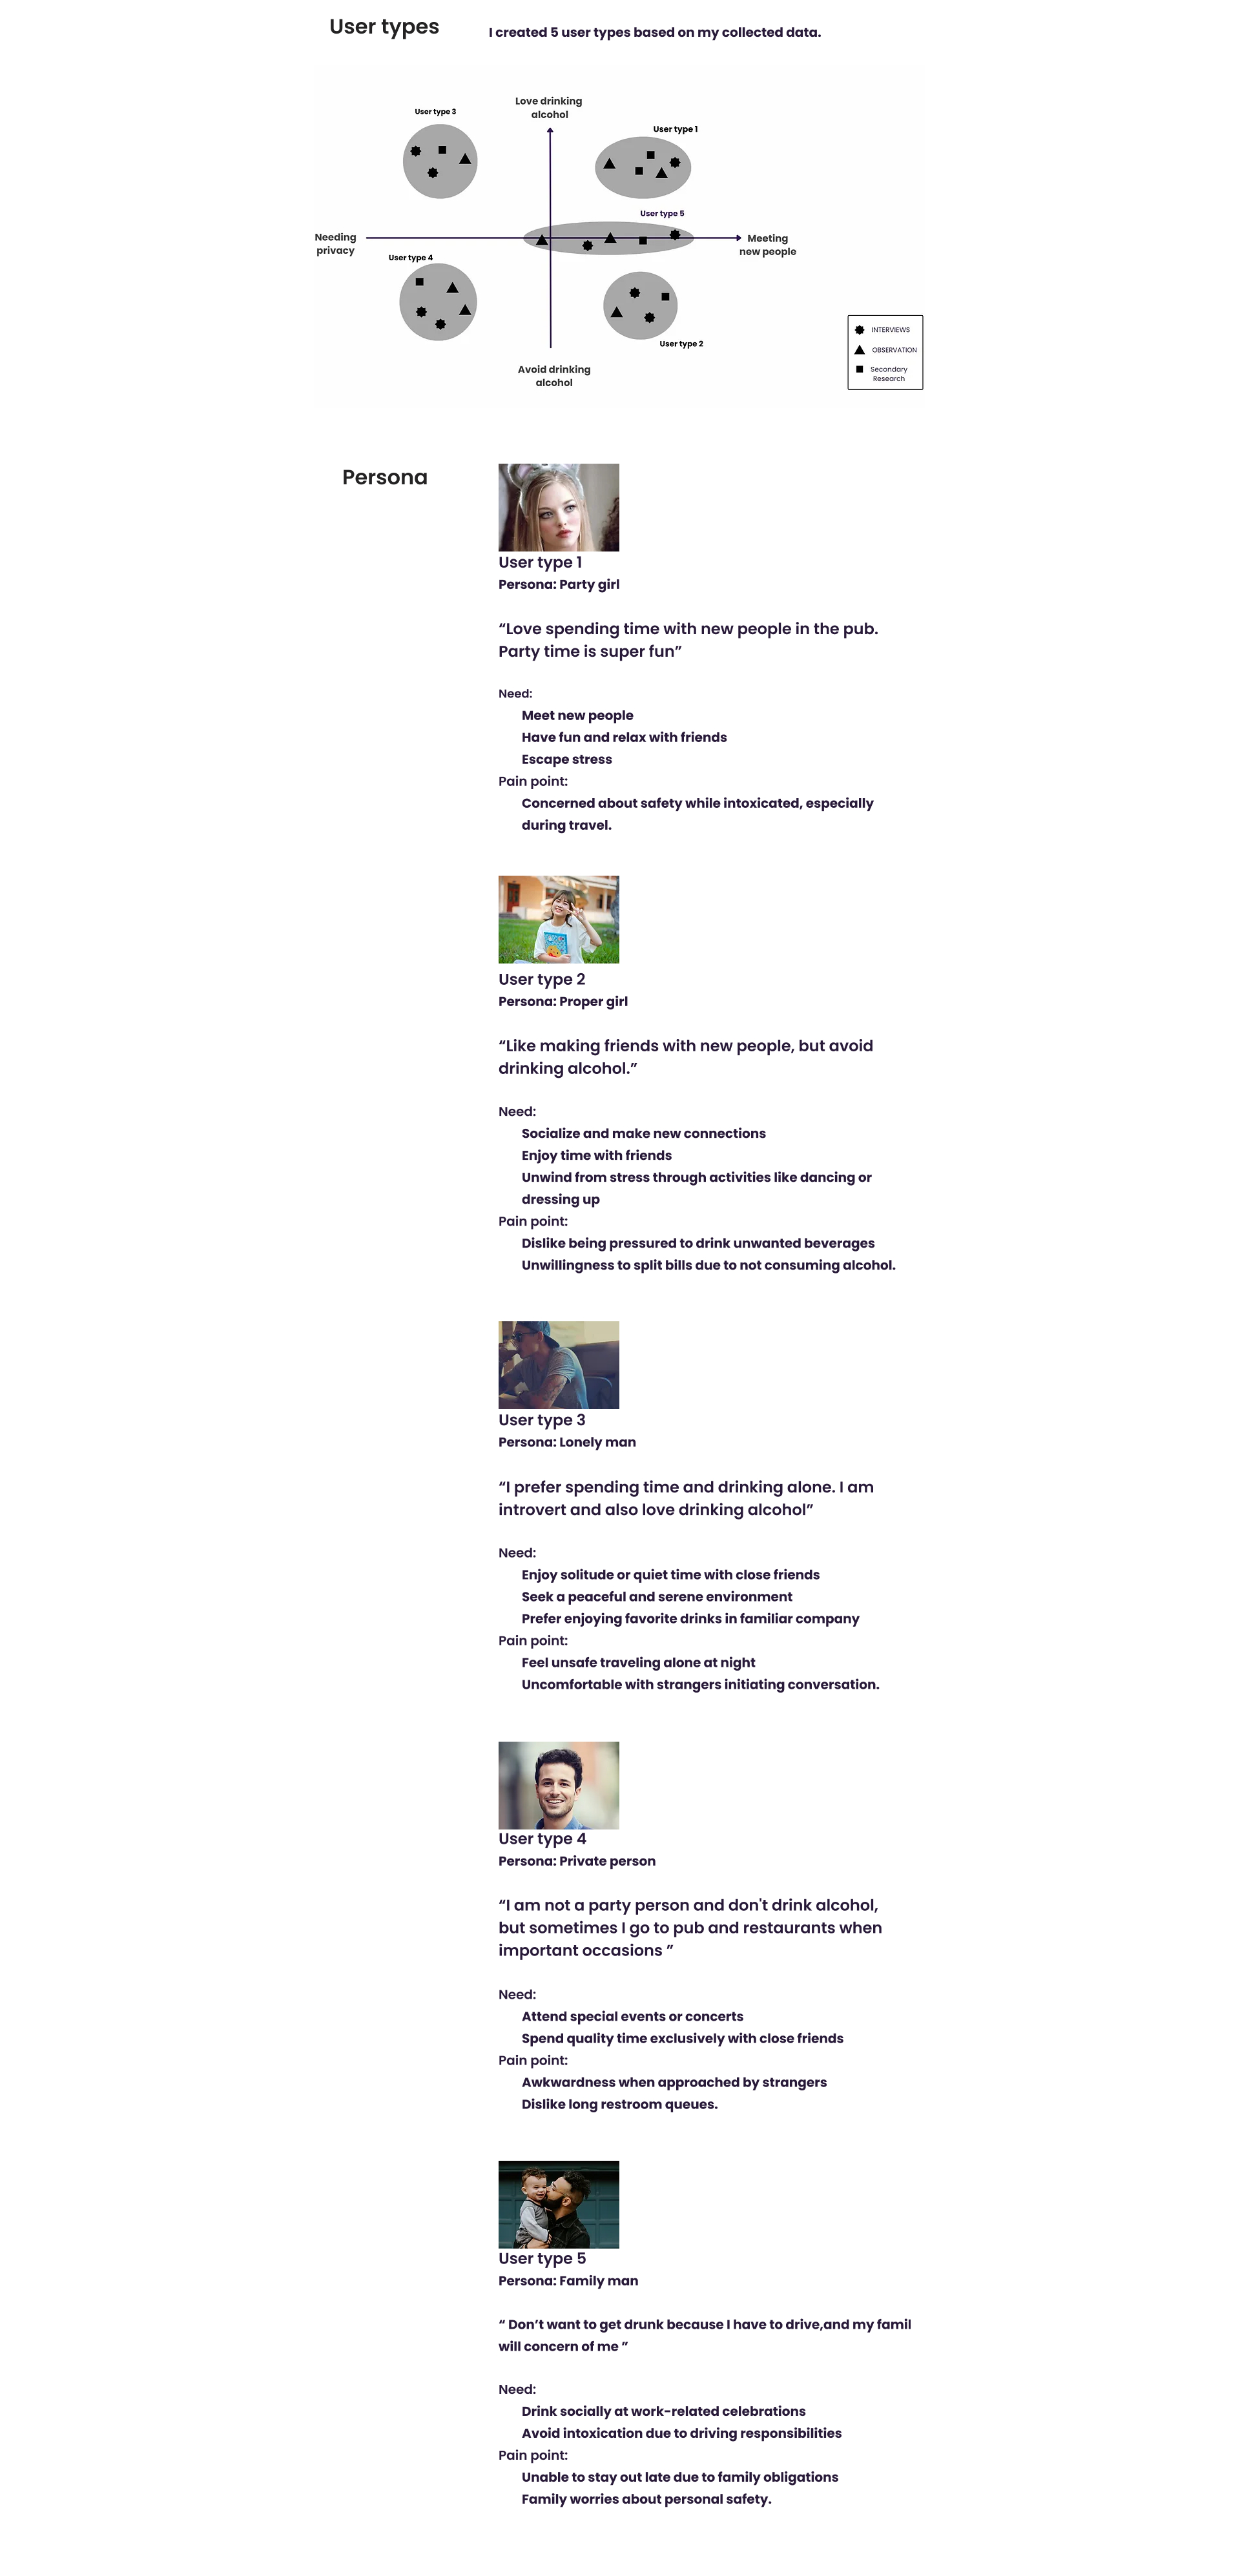 User types
I created 5 user types based on my collected data.
Love drinking
alcohol
User type 3
User type 1
User type 5
Needing
privacy
Meeting
new people
User type 4
User type 2
Avoid drinking
alcohol
INTERVIEWS
OBSERVATION
Secondary
Research
Persona
User type 1
Persona: Party girl
“Love spending time with new people in the pub.
Party time is super fun”
Need:
Meet new people
Have fun and relax with friends
Escape stress
Pain point:
Concerned about safety while intoxicated, especially
during travel.
User type 2
Persona: Proper girl
“Like making friends with new people, but avoid
drinking alcohol.”
Need:
Socialize and make new connections
Enjoy time with friends
Unwind from stress through activities like dancing or
dressing up
Pain point:
Dislike being pressured to drink unwanted beverages
Unwillingness to split bills due to not consuming alcohol.
User type 3
Persona: Lonely man
“I prefer spending time and drinking alone. I am
introvert and also love drinking alcohol”
Need:
Enjoy solitude or quiet time with close friends
Seek a peaceful and serene environment
Prefer enjoying favorite drinks in familiar company
Pain point:
Feel unsafe traveling alone at night
Uncomfortable with strangers initiating conversation.
User type 4
Persona: Private person
“I am not a party person and don't drink alcohol,
but sometimes I go to pub and restaurants when
important occasions ”
Need:
Attend special events or concerts
Spend quality time exclusively with close friends
Pain point:
Awkwardness when approached by strangers
Dislike long restroom queues.
User type 5
Persona: Family man
“ Don’t want to get drunk because I have to drive,and my famil
will concern of me ”
Need:
Drink socially at work-related celebrations
Avoid intoxication due to driving responsibilities
Pain point:
Unable to stay out late due to family obligations
Family worries about personal safety.